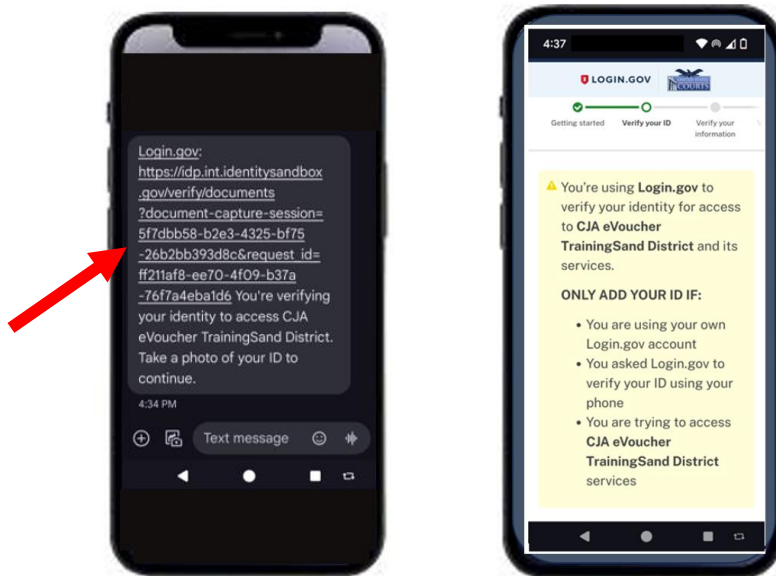 Login.gov:
https://idp.int.identitysandbox
.gov/verify/documents
?document-capture-session=
5f7dbb58-b2e3-4325-bf75
-26b2bb393d8c&request_id=
ff211af8-ee70-4f09-b37a
-76f7a4eba1d6 You're verifying
your identity to access CJA
eVoucher TrainingSand District.
Take a photo of your ID to
continue.
4:34 PM
Text message
4:37
LOGIN.GOV
COURTS
Getting started Verify your ID Verify your
information
You're using Login.gov to
verify your identity for access
to CJA eVoucher
TrainingSand District and its
services.
ONLY ADD YOUR ID IF:
• You are using your own
Login.gov account
• You asked Login.gov to
verify your ID using your
phone
• You are trying to access
CJA eVoucher
TrainingSand District
services